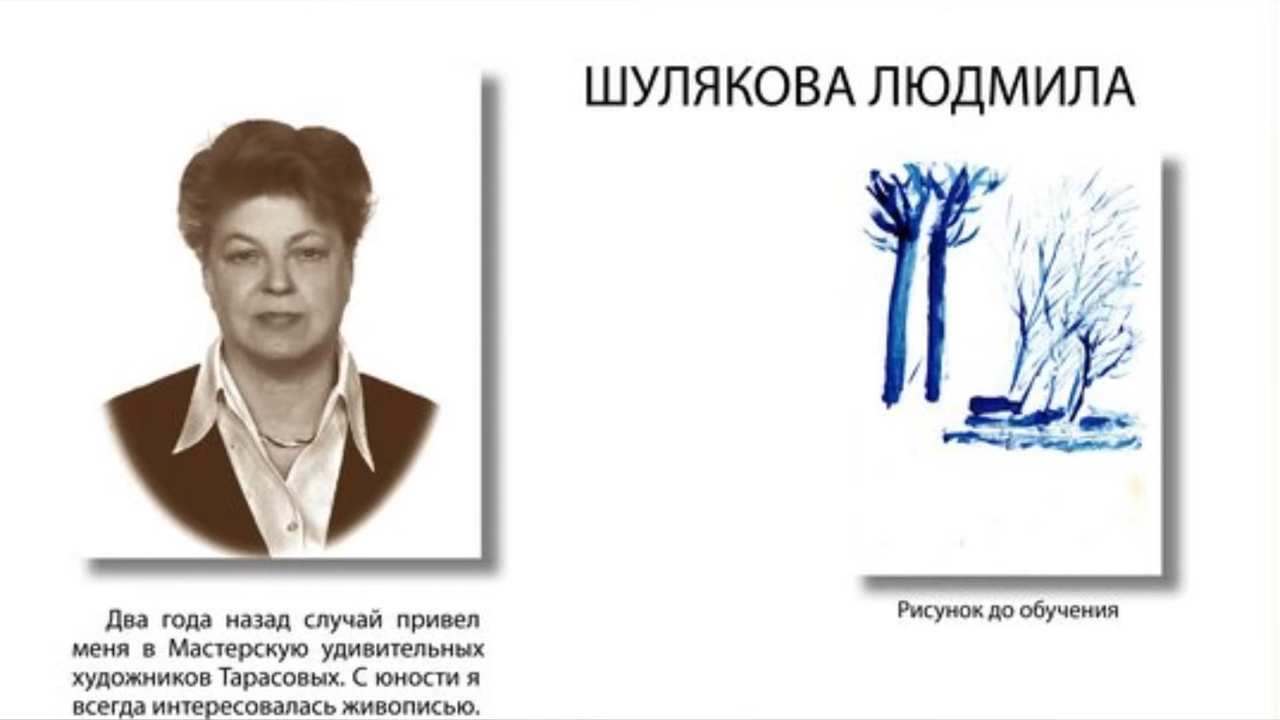 ШУЛЯКОВА ЛЮДМИЛА
Рисунок до обучения
Два года назад случай привел
меня в Мастерскую удивительных
художников Тарасовых. С юности я
всегда интересовалась живописью.